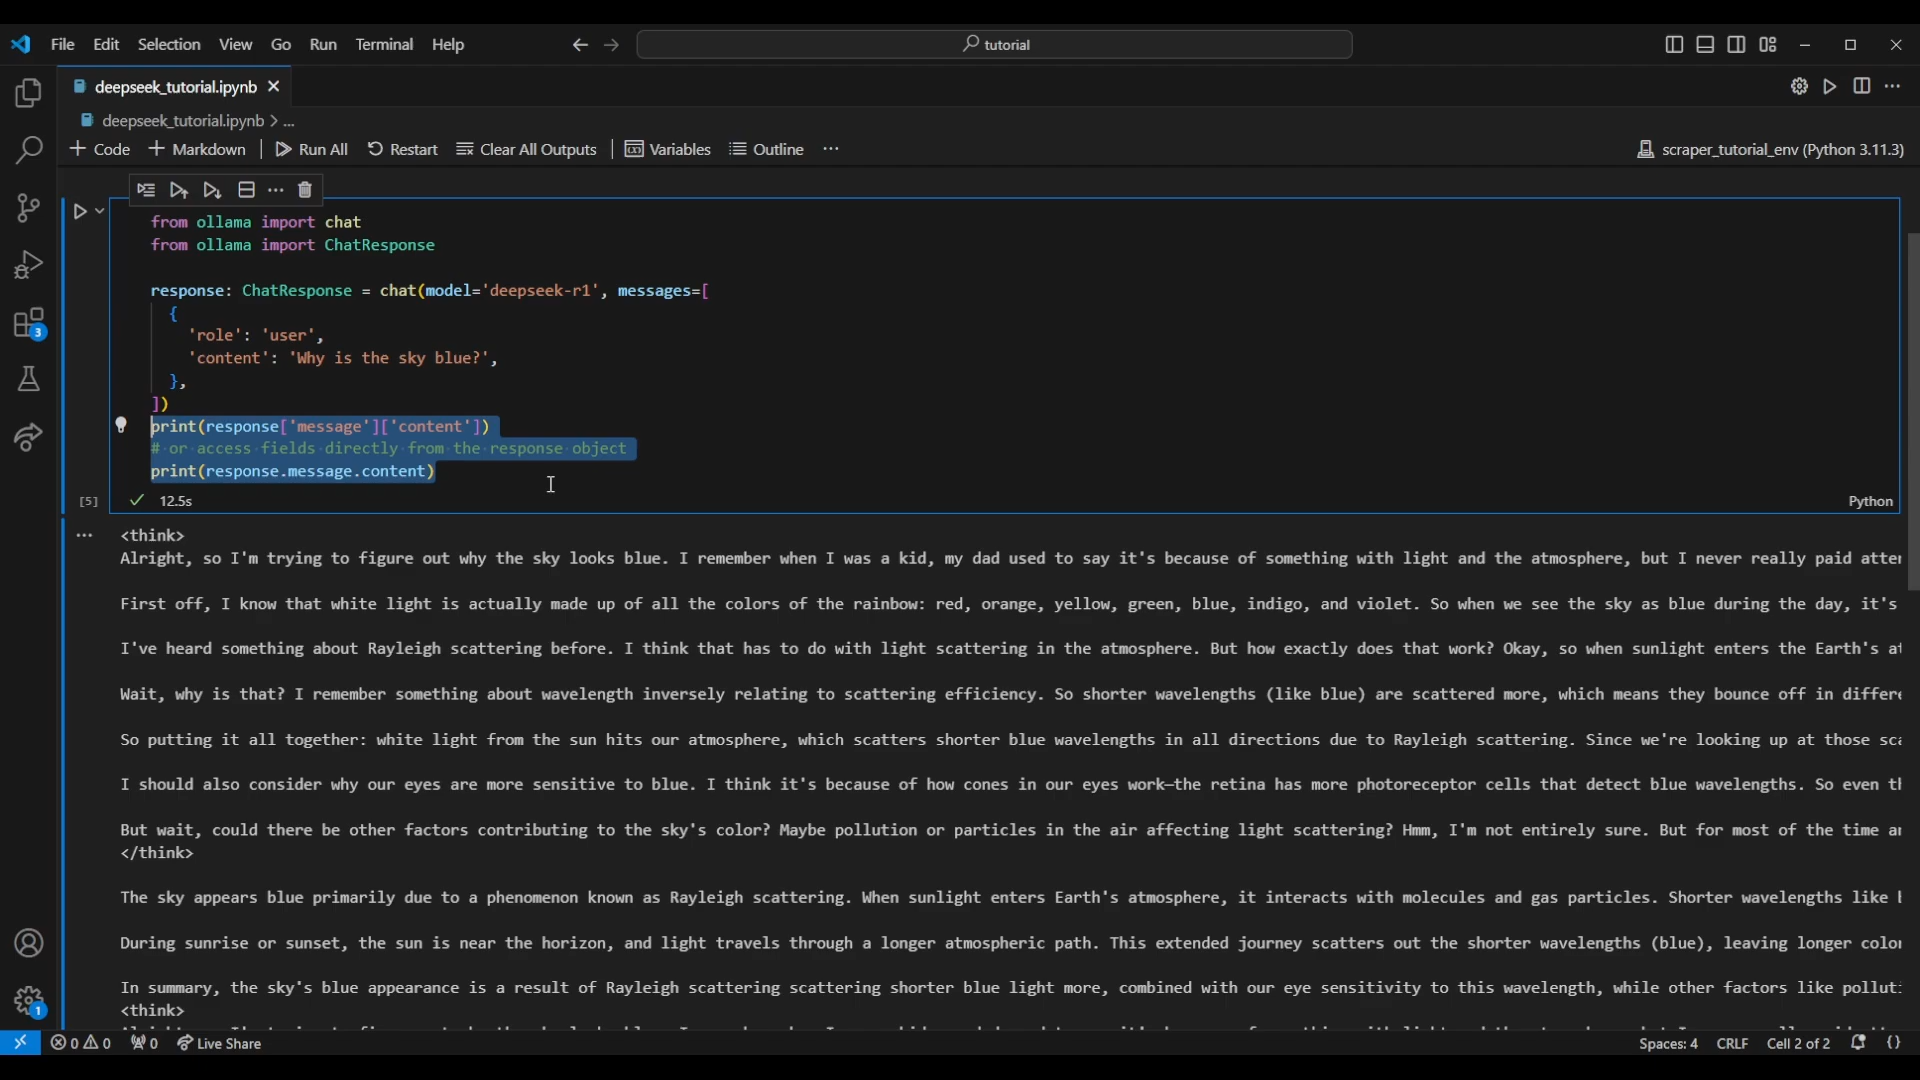 File Edit Selection View Go Run Terminal Help
tutorial
deepseek_tutorial.ipynb
deepseek_tutorial.ipynb > ...
Code Markdown Run All Restart Clear All Outputs Variables Outline ... scraper_tutorial_env (Python 3.11.3)
from ollama import chat
from ollama import ChatResponse
response: ChatResponse = chat(model='deepseek-r1', messages=[
{
'role': 'user',
'content': 'Why is the sky blue?',
},
])
print(response['message']['content'])
# or access fields directly from the response object
print(response.message.content)
[5] 12.5s Python
3
<think>
Alright, so I'm trying to figure out why the sky looks blue. I remember when I was a kid, my dad used to say it's because of something with light and the atmosphere, but I never really paid atten
First off, I know that white light is actually made up of all the colors of the rainbow: red, orange, yellow, green, blue, indigo, and violet. So when we see the sky as blue during the day, it's
I've heard something about Rayleigh scattering before. I think that has to do with light scattering in the atmosphere. But how exactly does that work? Okay, so when sunlight enters the Earth's at
Wait, why is that? I remember something about wavelength inversely relating to scattering efficiency. So shorter wavelengths (like blue) are scattered more, which means they bounce off in differe
So putting it all together: white light from the sun hits our atmosphere, which scatters shorter blue wavelengths in all directions due to Rayleigh scattering. Since we're looking up at those sca
I should also consider why our eyes are more sensitive to blue. I think it's because of how cones in our eyes work—the retina has more photoreceptor cells that detect blue wavelengths. So even th
But wait, could there be other factors contributing to the sky's color? Maybe pollution or particles in the air affecting light scattering? Hmm, I'm not entirely sure. But for most of the time an
</think>
The sky appears blue primarily due to a phenomenon known as Rayleigh scattering. When sunlight enters Earth's atmosphere, it interacts with molecules and gas particles. Shorter wavelengths like b
During sunrise or sunset, the sun is near the horizon, and light travels through a longer atmospheric path. This extended journey scatters out the shorter wavelengths (blue), leaving longer color
In summary, the sky's blue appearance is a result of Rayleigh scattering scattering shorter blue light more, combined with our eye sensitivity to this wavelength, while other factors like polluti
<think>
1
0 0 0 Live Share Spaces: 4 CRLF Cell 2 of 2 {}